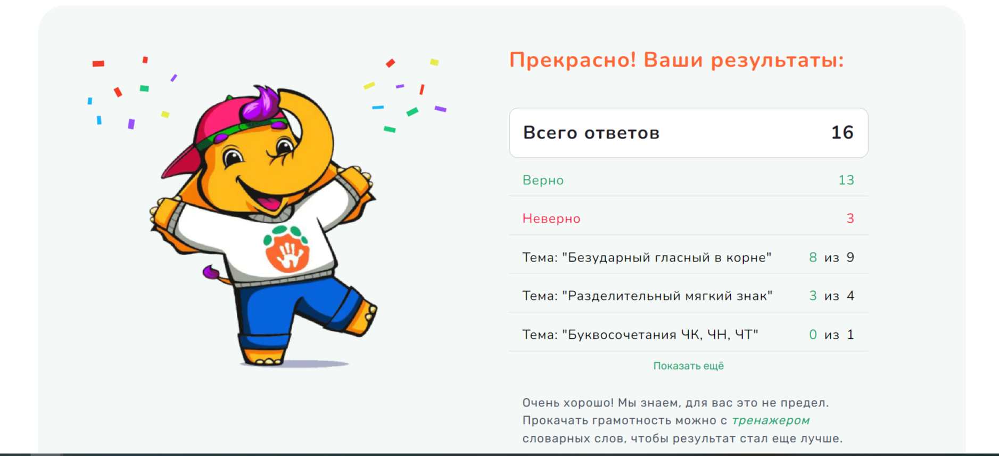 Прекрасно! Ваши результаты:
Всего ответов 16
Верно 13
Неверно 3
Тема: "Безударный гласный в корне" 8 из 9
Тема: "Разделительный мягкий знак" 3 из 4
Тема: "Буквосочетания ЧК, ЧН, ЧТ" 0 из 1
Показать ещё
Очень хорошо! Мы знаем, для вас это не предел.
Прокачать грамотность можно с тренажером
словарных слов, чтобы результат стал еще лучше.